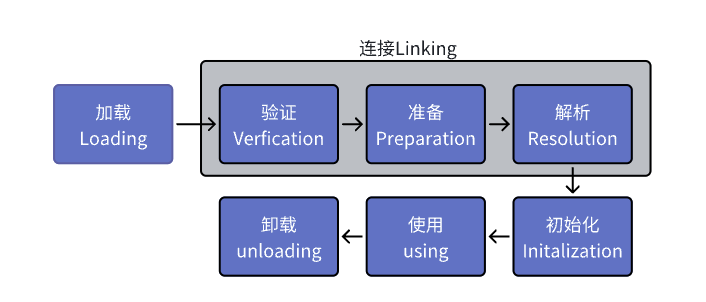 连接Linking
加载
Loading
验证
Verfication
准备
Preparation
解析
Resolution
初始化
Initalization
使用
using
卸载
unloading